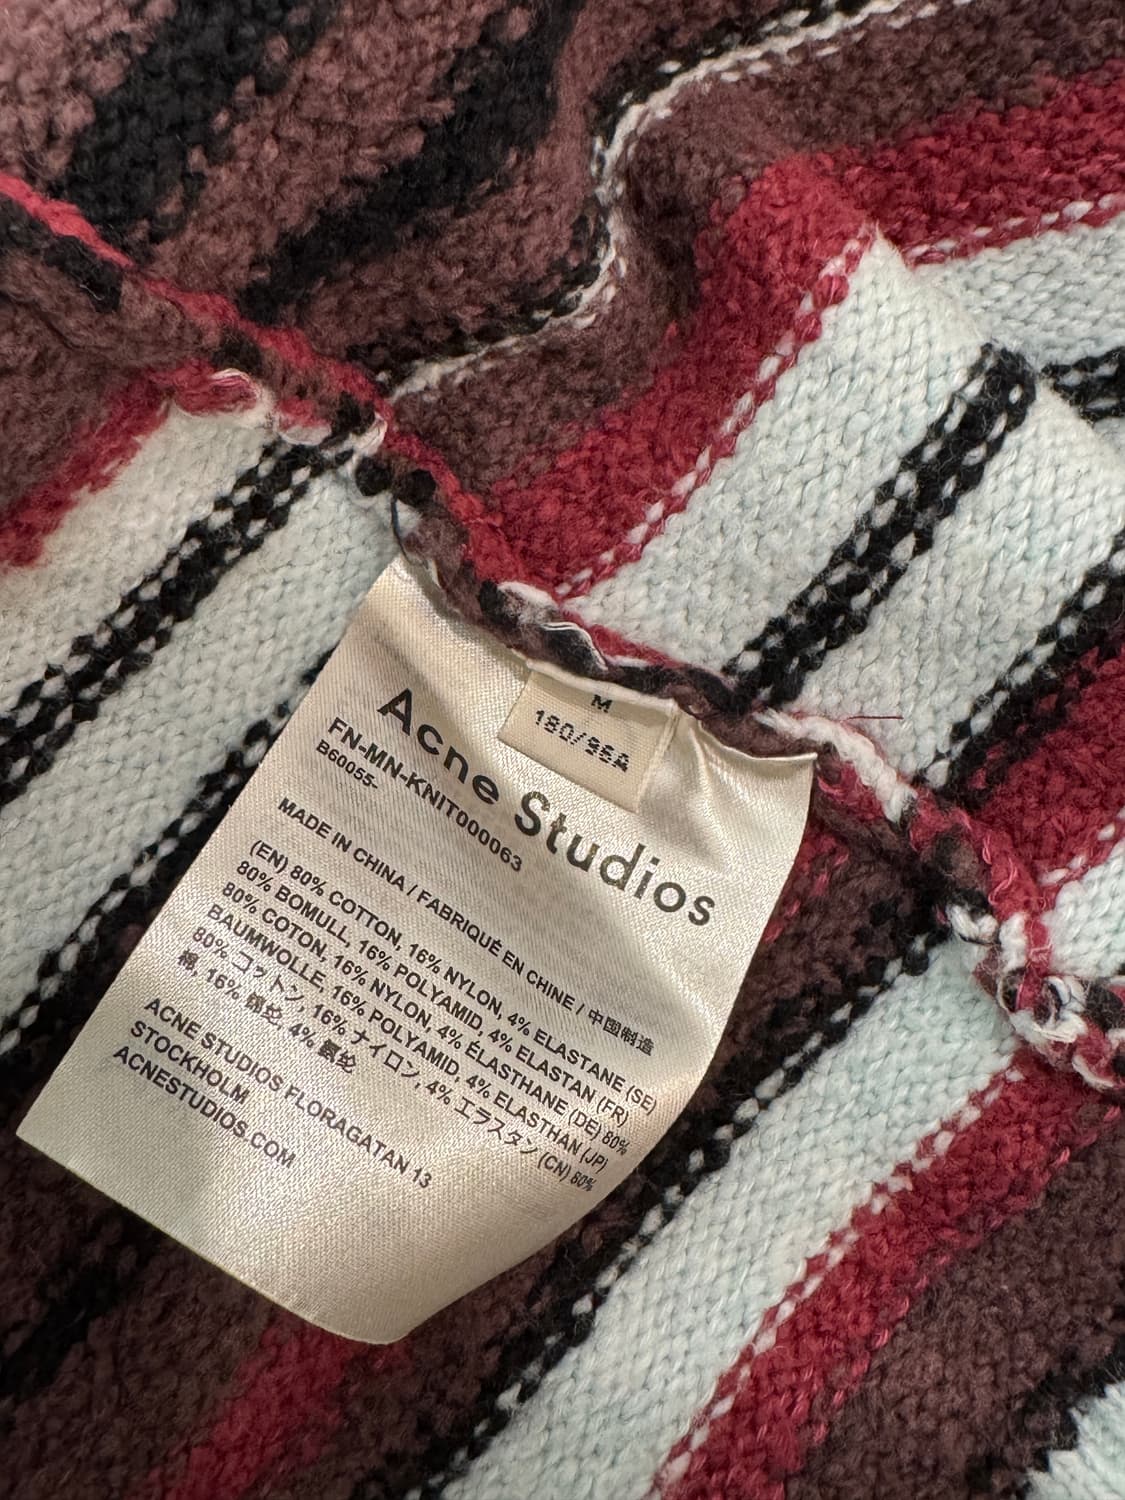 M
180/96A
Acne Studios
FN-MN-KNIT000063
B60055-
MADE IN CHINA / FABRIQUÉ EN CHINE / 中国制造
(EN) 80% COTTON, 16% NYLON, 4% ELASTANE (SE)
80% BOMULL, 16% POLYAMID, 4% ELASTAN (FR)
80% COTON, 16% NYLON, 4% ÉLASTHANE (DE) 80%
BAUMWOLLE, 16% POLYAMID, 4% ELASTHAN (JP)
80% コットン, 16% ナイロン, 4% エラスタン (CN) 80%
棉, 16% 锦纶, 4% 氨纶
ACNE STUDIOS FLORAGATAN 13
STOCKHOLM
ACNESTUDIOS.COM